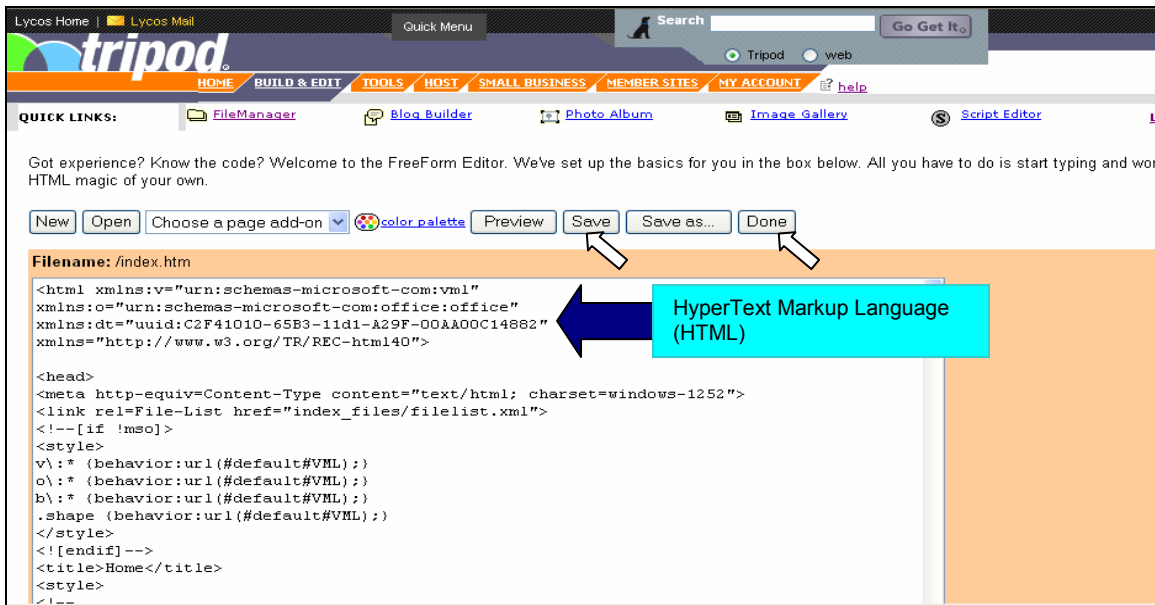 Lycos Home | Lycos Mail
Quick Menu
Search
Go Get It
tripod
Tripod web
HOME BUILD & EDIT TOOLS HOST SMALL BUSINESS MEMBER SITES MY ACCOUNT help
QUICK LINKS: FileManager Blog Builder Photo Album Image Gallery Script Editor
Got experience? Know the code? Welcome to the FreeForm Editor. We've set up the basics for you in the box below. All you have to do is start typing and wor
HTML magic of your own.
New Open Choose a page add-on color palette Preview Save Save as... Done
Filename: /index.htm
<html xmlns:v="urn:schemas-microsoft-com:vml"
xmlns:o="urn:schemas-microsoft-com:office:office"
xmlns:dt="uuid:C2F41010-65B3-11d1-A29F-00AA00C14882"
xmlns="http://www.w3.org/TR/REC-html40">
HyperText Markup Language
(HTML)
<head>
<meta http-equiv=Content-Type content="text/html; charset=windows-1252">
<link rel=File-List href="index_files/filelist.xml">
<!--[if !mso]>
<style>
v\:* {behavior:url(#default#VML);}
o\:* {behavior:url(#default#VML);}
b\:* {behavior:url(#default#VML);}
.shape {behavior:url(#default#VML);}
</style>
<![endif]-->
<title>Home</title>
<style>
<!--